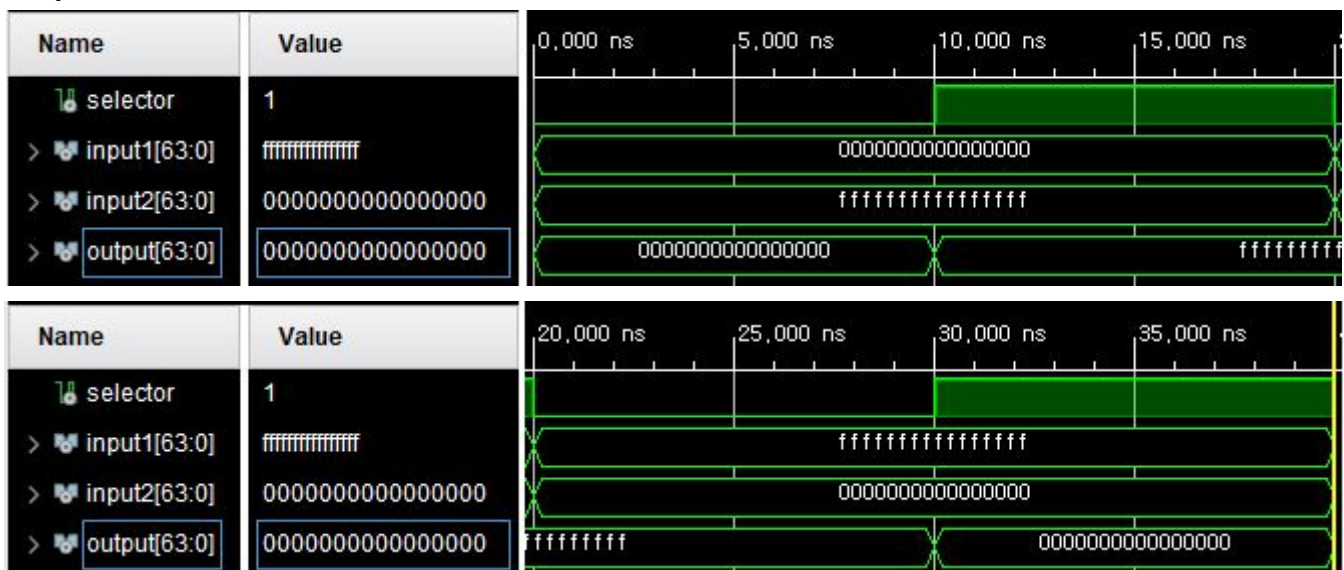 Name Value 0,000 ns 5,000 ns 10,000 ns 15,000 ns
selector 1
> input1[63:0] ffffffffffffffff 0000000000000000
> input2[63:0] 0000000000000000 ffffffffffffffff
> output[63:0] 0000000000000000 0000000000000000 fffffffff
Name Value 20,000 ns 25,000 ns 30,000 ns 35,000 ns
selector 1
> input1[63:0] ffffffffffffffff ffffffffffffffff
> input2[63:0] 0000000000000000 0000000000000000
> output[63:0] 0000000000000000 fffffffff 0000000000000000